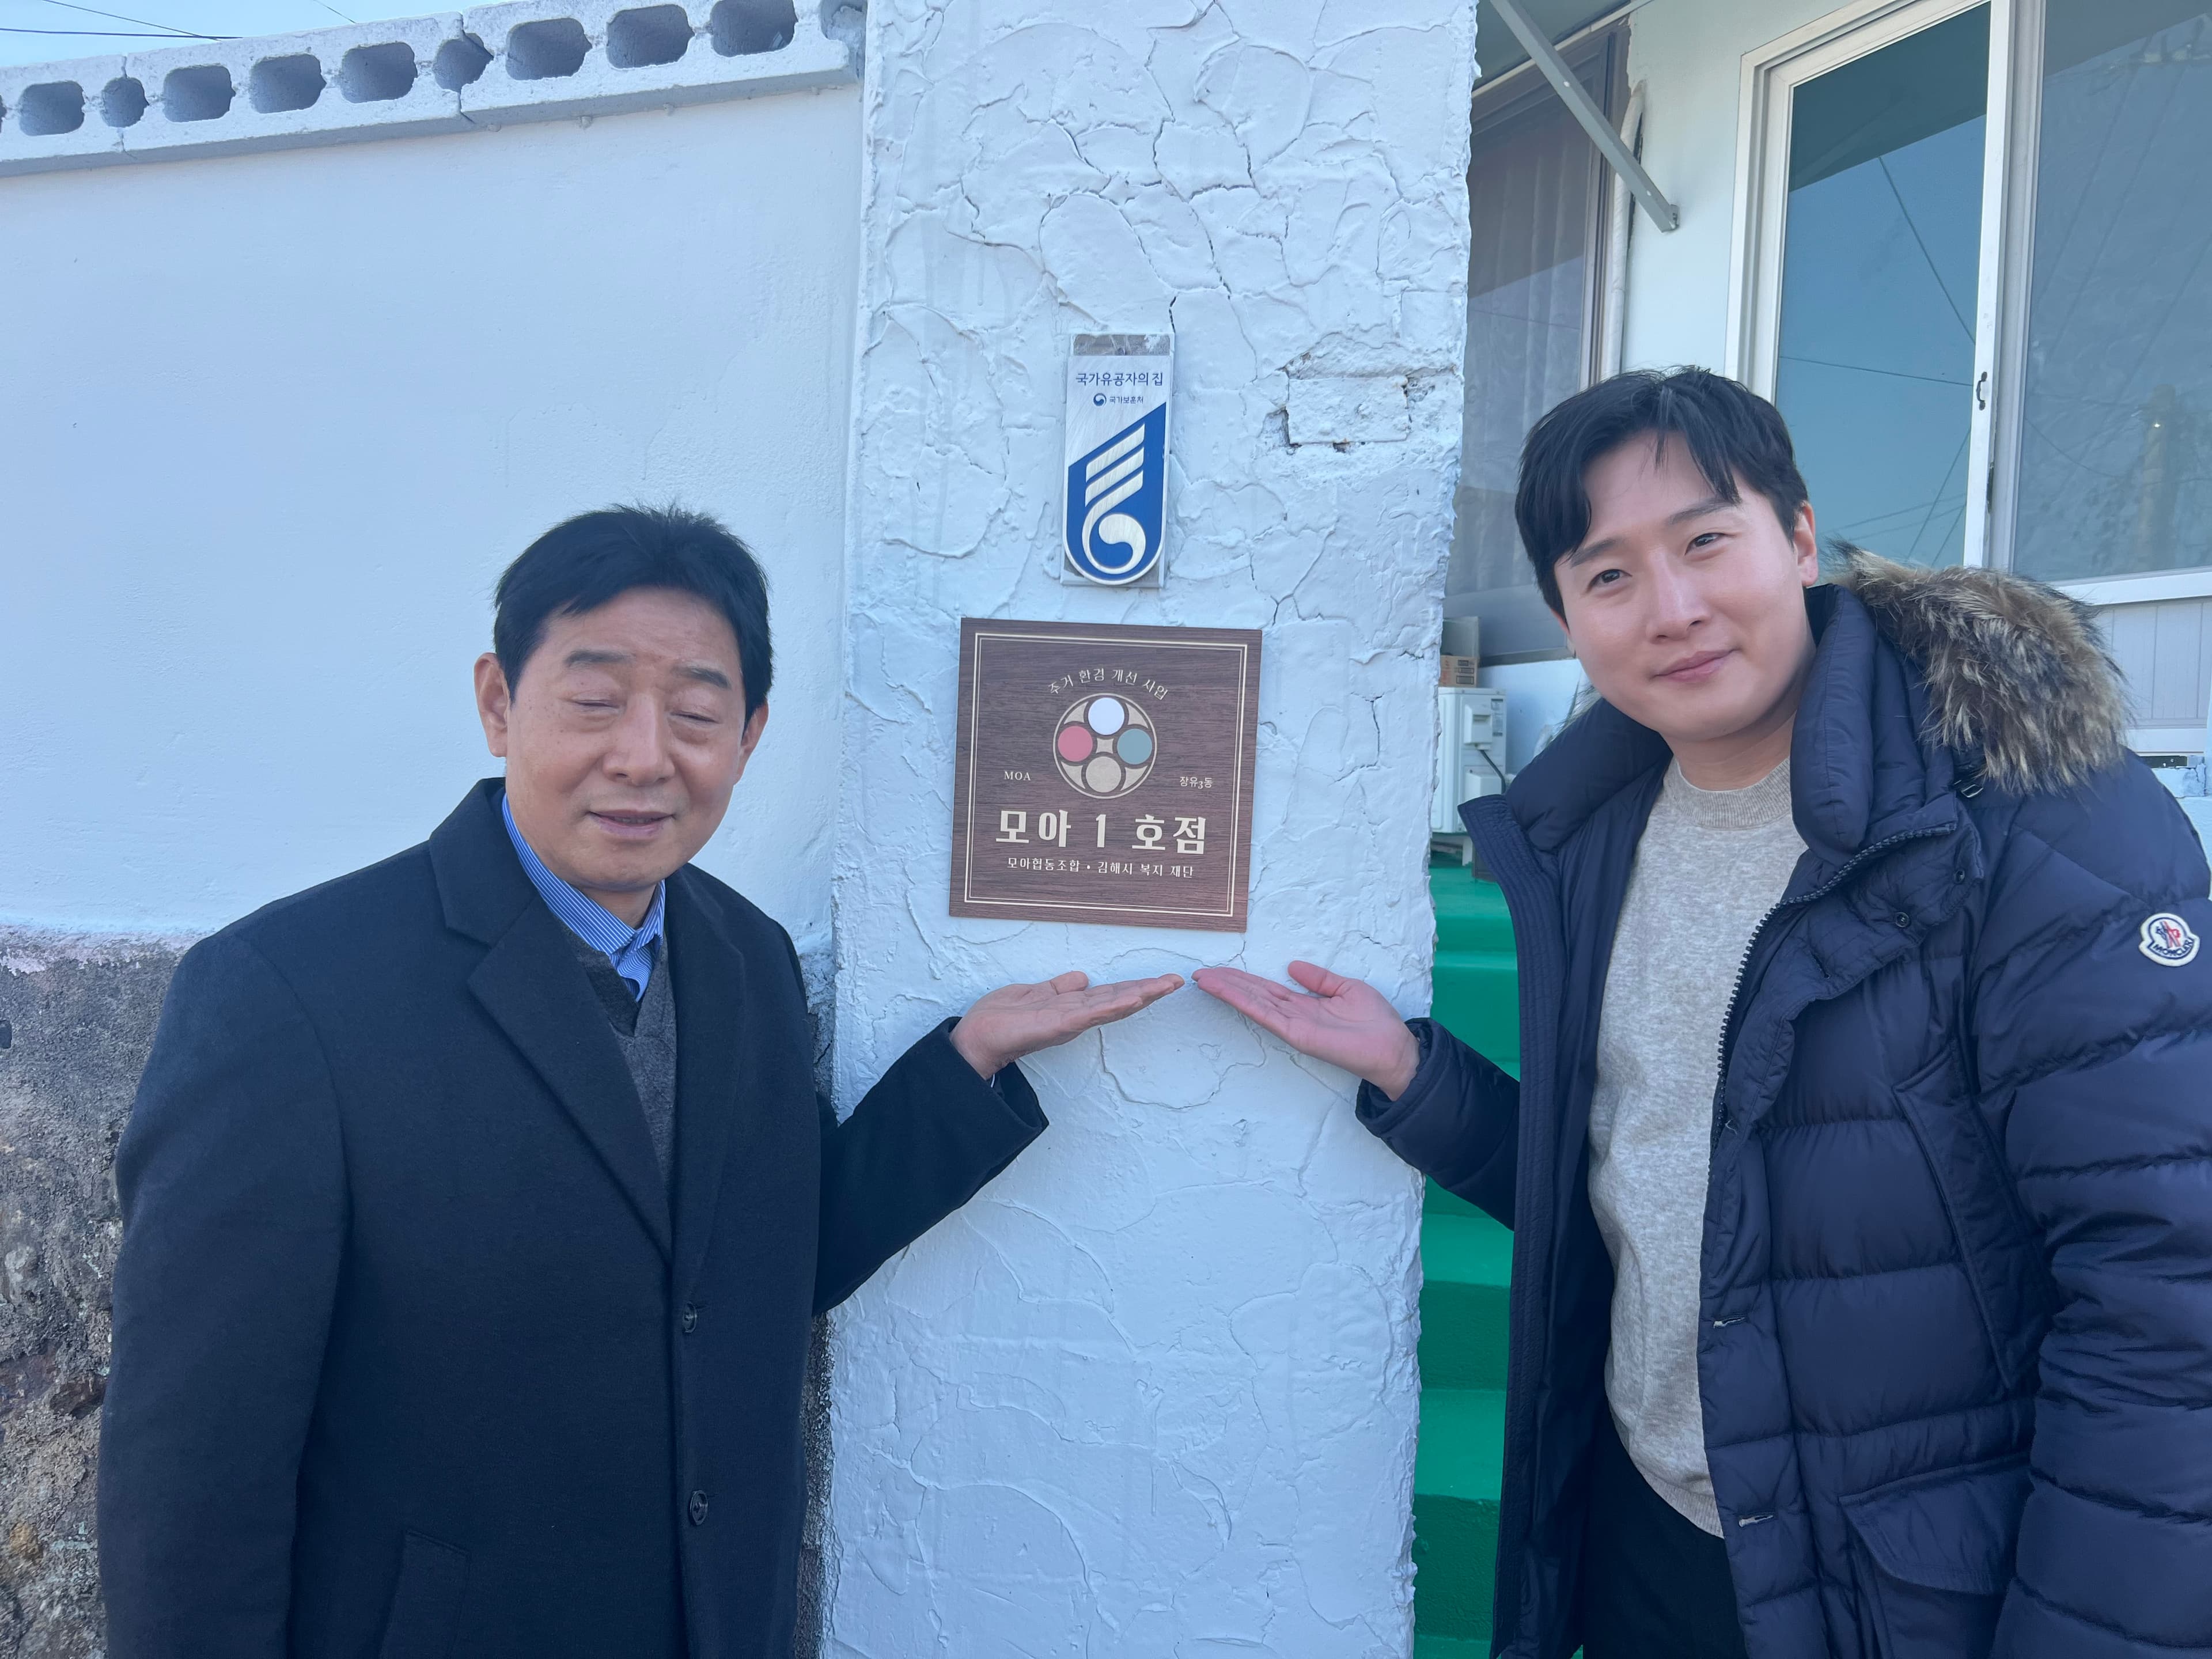 국가유공자의 집
국가보훈처
주거 환경 개선 사업
MOA
장유3동
모아 1 호점
모아협동조합 • 김해시 복지 재단
MONCLER